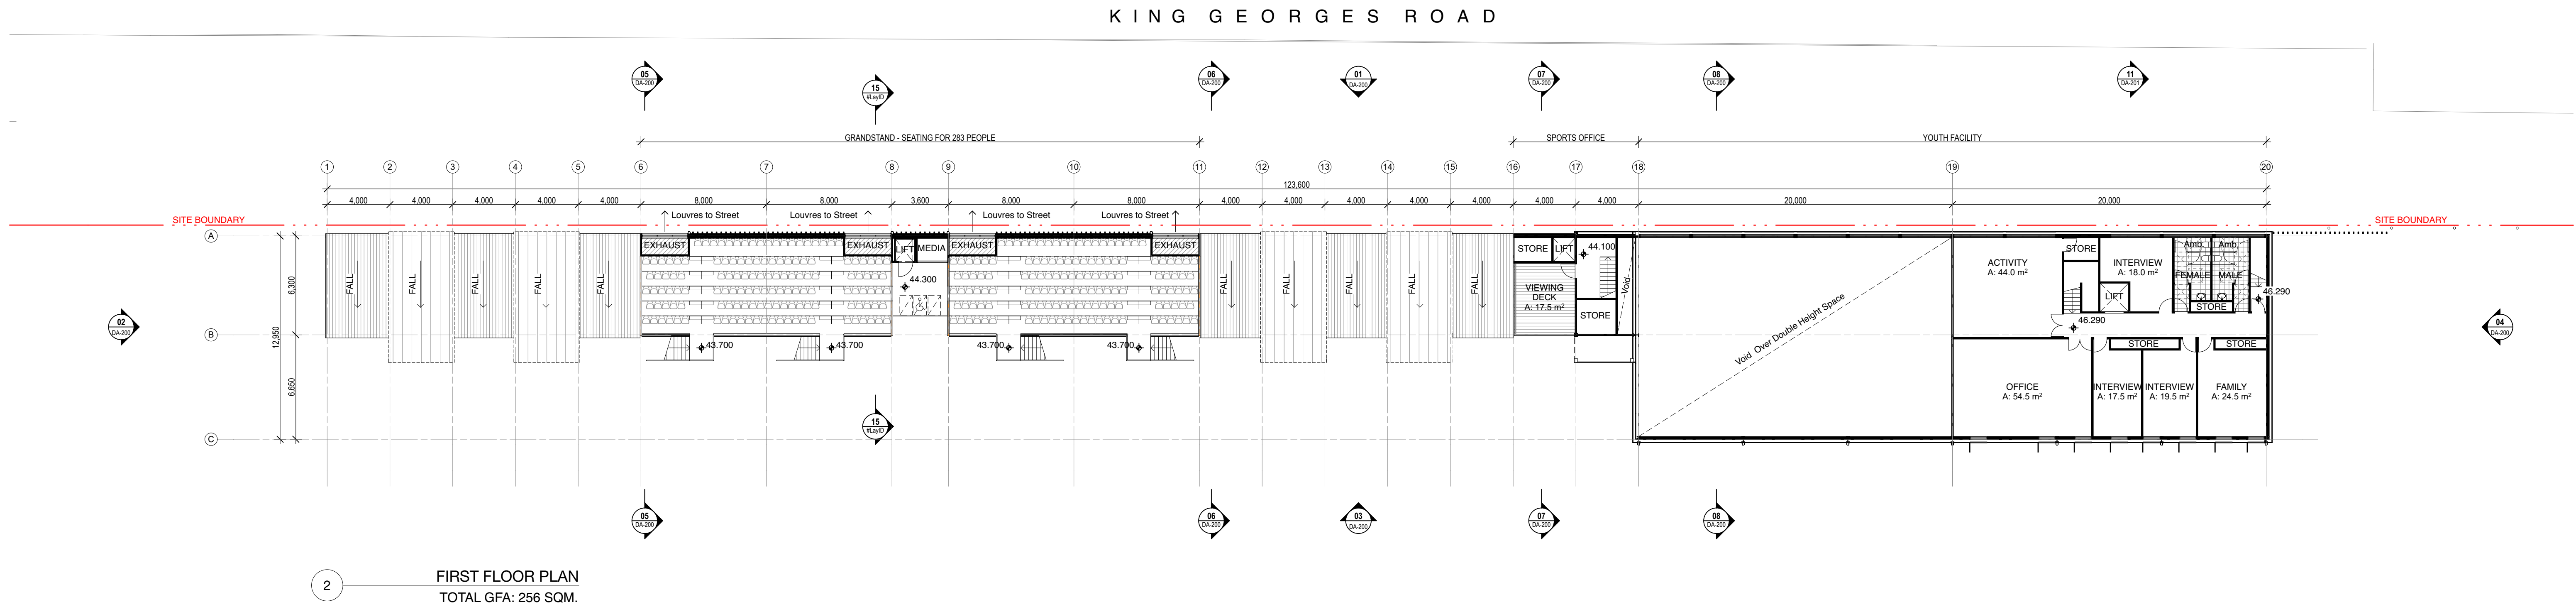 KING GEORGES ROAD
05
DA-200
15
#LayID
06
DA-200
01
DA-200
07
DA-200
08
DA-200
11
DA-201
GRANDSTAND - SEATING FOR 283 PEOPLE
SPORTS OFFICE
YOUTH FACILITY
1 2 3 4 5 6 7 8 9 10 11 12 13 14 15 16 17 18 19 20
123,600
4,000 4,000 4,000 4,000 4,000 8,000 8,000 3,600 8,000 8,000 4,000 4,000 4,000 4,000 4,000 4,000 4,000 20,000 20,000
SITE BOUNDARY
Louvres to Street
Louvres to Street
Louvres to Street
Louvres to Street
SITE BOUNDARY
A
B
C
6,300
12,950
6,650
FALL FALL FALL FALL FALL
EXHAUST
EXHAUST
LIFT
MEDIA
EXHAUST
EXHAUST
44.300
43.700
43.700
43.700
43.700
FALL FALL FALL FALL FALL
STORE
LIFT
44.100
VIEWING
DECK
A: 17.5 m²
STORE
Void
Void Over Double Height Space
ACTIVITY
A: 44.0 m²
STORE
INTERVIEW
A: 18.0 m²
LIFT
Amb.
Amb.
FEMALE
MALE
STORE
46.290
46.290
STORE
STORE
OFFICE
A: 54.5 m²
INTERVIEW
A: 17.5 m²
INTERVIEW
A: 19.5 m²
FAMILY
A: 24.5 m²
02
DA-200
04
DA-200
15
#LayID
05
DA-200
06
DA-200
03
DA-200
07
DA-200
08
DA-200
2
FIRST FLOOR PLAN
TOTAL GFA: 256 SQM.